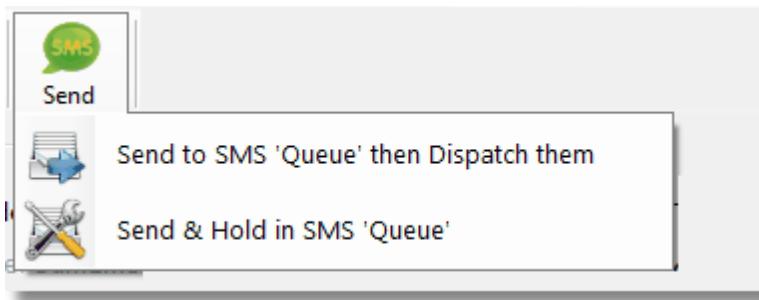 SMS
Send
Send to SMS 'Queue' then Dispatch them
Send & Hold in SMS 'Queue'